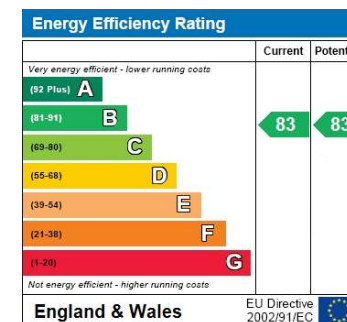 Energy Efficiency Rating
Current Potent
Very energy efficient - lower running costs
(92 Plus) A
(81-91) B
83 83
(69-80) C
(55-68) D
(39-54) E
(21-38) F
(1-20) G
Not energy efficient - higher running costs
England & Wales
EU Directive
2002/91/EC